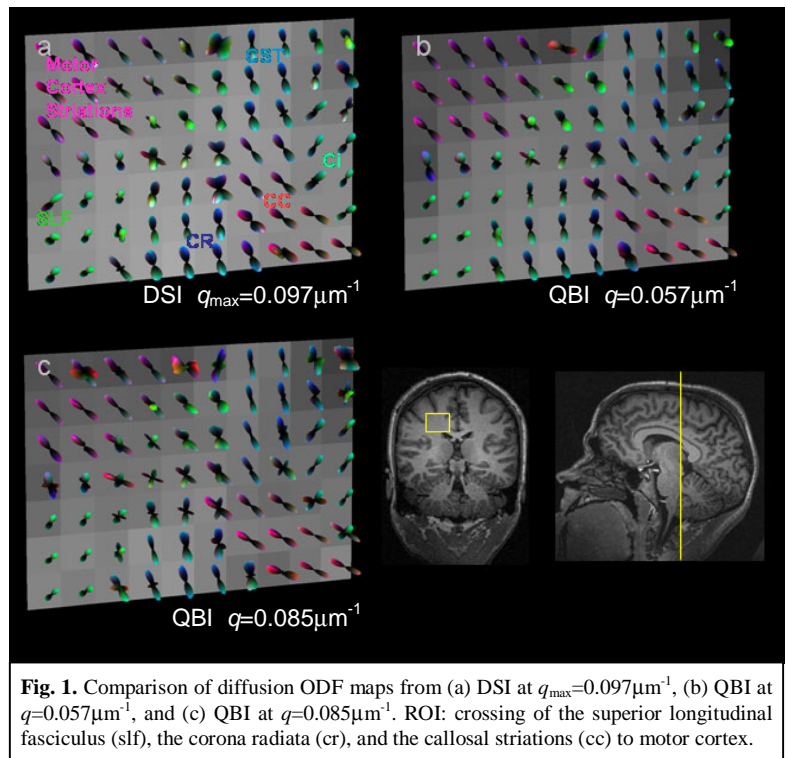 a
Motor
Cortex
Striations
CST
Ci
SLF
CC
CR
DSI qmax=0.097µm-1
b
QBI q=0.057µm-1
c
QBI q=0.085µm-1
Fig. 1. Comparison of diffusion ODF maps from (a) DSI at qmax=0.097µm-1, (b) QBI at
q=0.057µm-1, and (c) QBI at q=0.085µm-1. ROI: crossing of the superior longitudinal
fasciculus (slf), the corona radiata (cr), and the callosal striations (cc) to motor cortex.